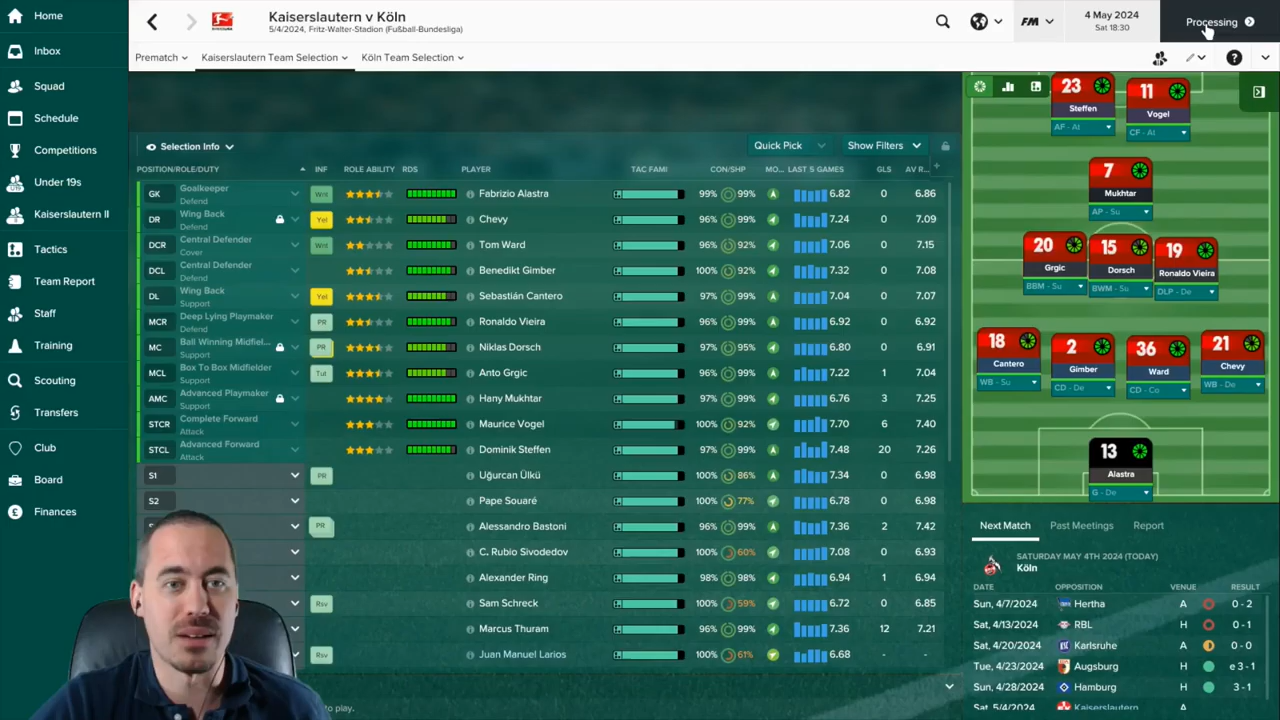 Home
Inbox
Squad
Schedule
Competitions
Under 19s
Kaiserslautern II
Tactics
Team Report
Staff
Training
Scouting
Transfers
Club
Board
Finances
Kaiserslautern v Köln
5/4/2024, Fritz-Walter-Stadion (Fußball-Bundesliga)
FM
4 May 2024
Sat 18:30
Processing
Prematch
Kaiserslautern Team Selection
Köln Team Selection
Selection Info
Quick Pick
Show Filters
POSITION/ROLE/DUTY INF ROLE ABILITY RDS PLAYER TAC FAMI CON/SHP MO... LAST 5 GAMES GLS AV R...
GK Goalkeeper Defend Wnt Fabrizio Alastra 99% 99% 6.82 0 6.86
DR Wing Back Defend Yel Chevy 96% 99% 7.24 0 7.09
DCR Central Defender Cover Wnt Tom Ward 96% 92% 7.06 0 7.15
DCL Central Defender Defend Benedikt Gimber 100% 92% 7.32 0 7.08
DL Wing Back Support Yel Sebastián Cantero 97% 99% 7.04 0 7.07
MCR Deep Lying Playmaker Defend PR Ronaldo Vieira 96% 99% 6.92 0 6.92
MC Ball Winning Midfiel... Support PR Niklas Dorsch 97% 95% 6.80 0 6.91
MCL Box To Box Midfielder Support Tut Anto Grgic 96% 99% 7.22 1 7.04
AMC Advanced Playmaker Support Hany Mukhtar 97% 99% 6.76 3 7.25
STCR Complete Forward Attack Maurice Vogel 100% 92% 7.70 6 7.40
STCL Advanced Forward Attack Dominik Steffen 97% 99% 7.48 20 7.26
S1 PR Uğurcan Ülkü 100% 86% 7.34 0 6.98
S2 Pape Souaré 100% 77% 6.78 0 6.98
PR Alessandro Bastoni 96% 99% 7.36 2 7.42
C. Rubio Sivodedov 100% 60% 7.08 0 6.93
Alexander Ring 98% 98% 6.94 1 6.94
Rsv Sam Schreck 100% 59% 6.72 0 6.85
Marcus Thuram 96% 99% 7.36 12 7.21
Rsv Juan Manuel Larios 100% 61% 6.68 - -
to play.
23 11
Steffen Vogel
AF - At CF - At
7
Mukhtar
AP - Su
20 15 19
Grgic Dorsch Ronaldo Vieira
BBM - Su BWM - Su DLP - De
18 2 36 21
Cantero Gimber Ward Chevy
WB - Su CD - De CD - Co WB - De
13
Alastra
G - De
Next Match Past Meetings Report
SATURDAY MAY 4TH 2024 (TODAY)
Köln
DATE OPPOSITION VENUE RESULT
Sun, 4/7/2024 Hertha A 0 - 2
Sat, 4/13/2024 RBL H 0 - 1
Sat, 4/20/2024 Karlsruhe A 0 - 0
Tue, 4/23/2024 Augsburg H e 3 - 1
Sun, 4/28/2024 Hamburg H 3 - 1
Sat, 5/4/2024 Kaiserslautern A